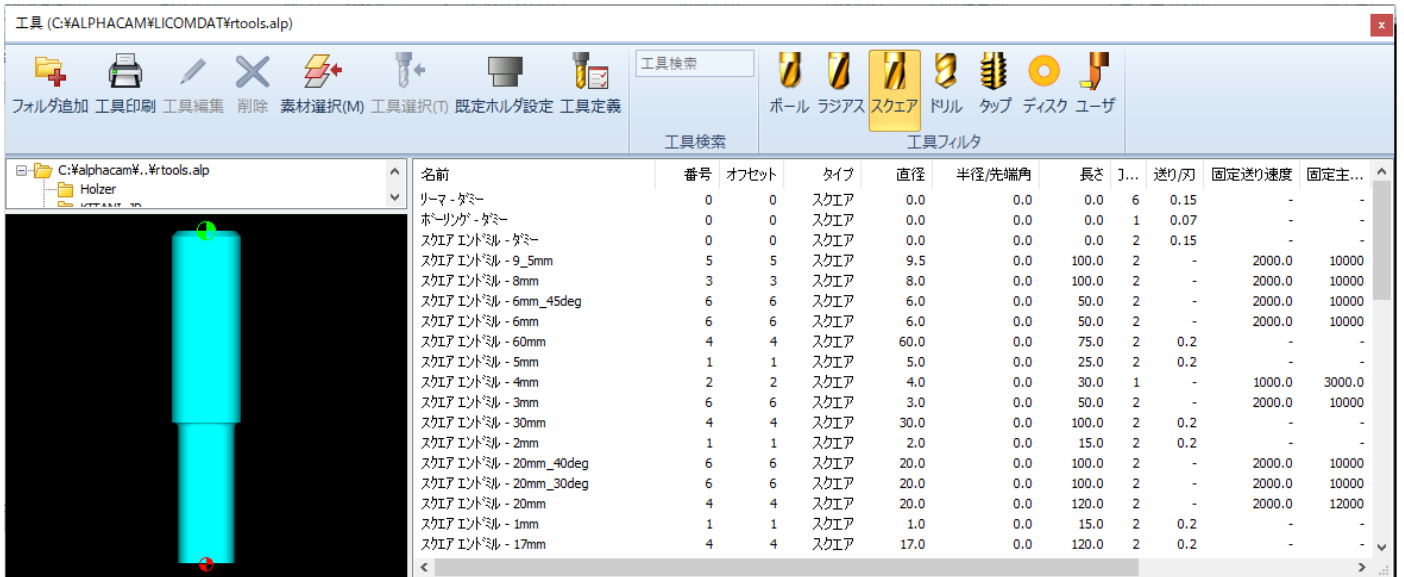 工具 (C:¥ALPHACAM¥LICOMDAT¥rtools.alp)
x
工具検索
フォルダ追加 工具印刷 工具編集 削除 素材選択(M) 工具選択(T) 既定ホルダ設定 工具定義 ボール ラジアス スクエア ドリル タップ ディスク ユーザ
工具検索 工具フィルタ
C:¥alphacam¥..¥rtools.alp
Holzer
名前 番号 オフセット タイプ 直径 半径/先端角 長さ J... 送り/刃 固定送り速度 固定主...
リーマ - ダミー 0 0 スクエア 0.0 0.0 0.0 6 0.15 - -
ボーリング - ダミー 0 0 スクエア 0.0 0.0 0.0 1 0.07 - -
スクエア エンドミル - ダミー 0 0 スクエア 0.0 0.0 0.0 2 0.15 - -
スクエア エンドミル - 9_5mm 5 5 スクエア 9.5 0.0 100.0 2 - 2000.0 10000
スクエア エンドミル - 8mm 3 3 スクエア 8.0 0.0 100.0 2 - 2000.0 10000
スクエア エンドミル - 6mm_45deg 6 6 スクエア 6.0 0.0 50.0 2 - 2000.0 10000
スクエア エンドミル - 6mm 6 6 スクエア 6.0 0.0 50.0 2 - 2000.0 10000
スクエア エンドミル - 60mm 4 4 スクエア 60.0 0.0 75.0 2 0.2 - -
スクエア エンドミル - 5mm 1 1 スクエア 5.0 0.0 25.0 2 0.2 - -
スクエア エンドミル - 4mm 2 2 スクエア 4.0 0.0 30.0 1 - 1000.0 3000.0
スクエア エンドミル - 3mm 6 6 スクエア 3.0 0.0 50.0 2 - 2000.0 10000
スクエア エンドミル - 30mm 4 4 スクエア 30.0 0.0 100.0 2 0.2 - -
スクエア エンドミル - 2mm 1 1 スクエア 2.0 0.0 15.0 2 0.2 - -
スクエア エンドミル - 20mm_40deg 6 6 スクエア 20.0 0.0 100.0 2 - 2000.0 10000
スクエア エンドミル - 20mm_30deg 6 6 スクエア 20.0 0.0 100.0 2 - 2000.0 10000
スクエア エンドミル - 20mm 4 4 スクエア 20.0 0.0 120.0 2 - 2000.0 12000
スクエア エンドミル - 1mm 1 1 スクエア 1.0 0.0 15.0 2 0.2 - -
スクエア エンドミル - 17mm 4 4 スクエア 17.0 0.0 120.0 2 0.2 - -